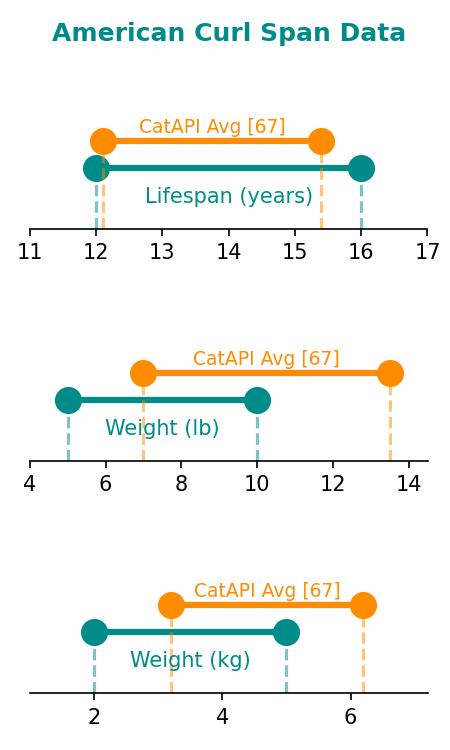 American Curl Span Data
CatAPI Avg [67]
Lifespan (years)
11 12 13 14 15 16 17
CatAPI Avg [67]
Weight (lb)
4 6 8 10 12 14
CatAPI Avg [67]
Weight (kg)
2 4 6